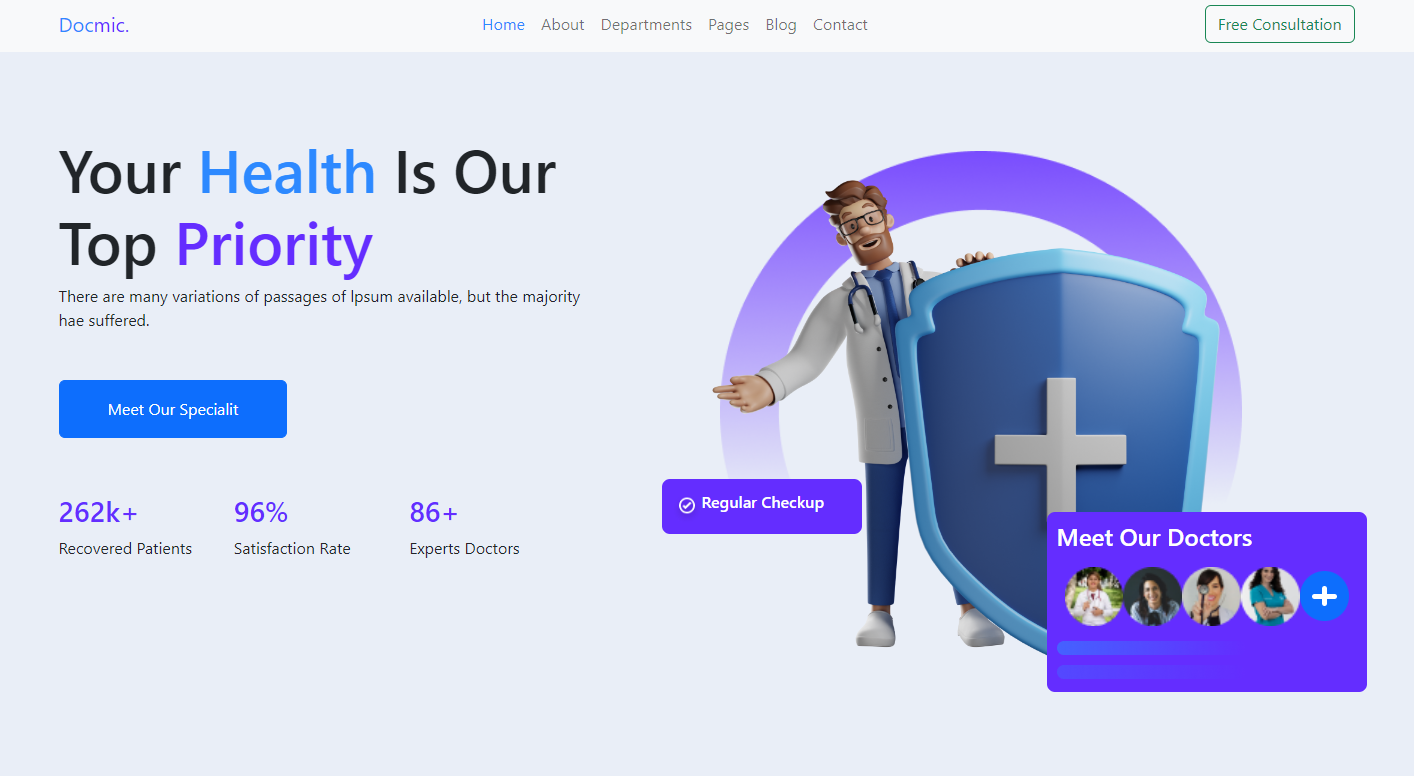 Docmic.
Home About Departments Pages Blog Contact
Free Consultation
Your Health Is Our
Top Priority
There are many variations of passages of lpsum available, but the majority
hae suffered.
Meet Our Specialit
262k+ 96% 86+
Recovered Patients Satisfaction Rate Experts Doctors
Regular Checkup
Meet Our Doctors